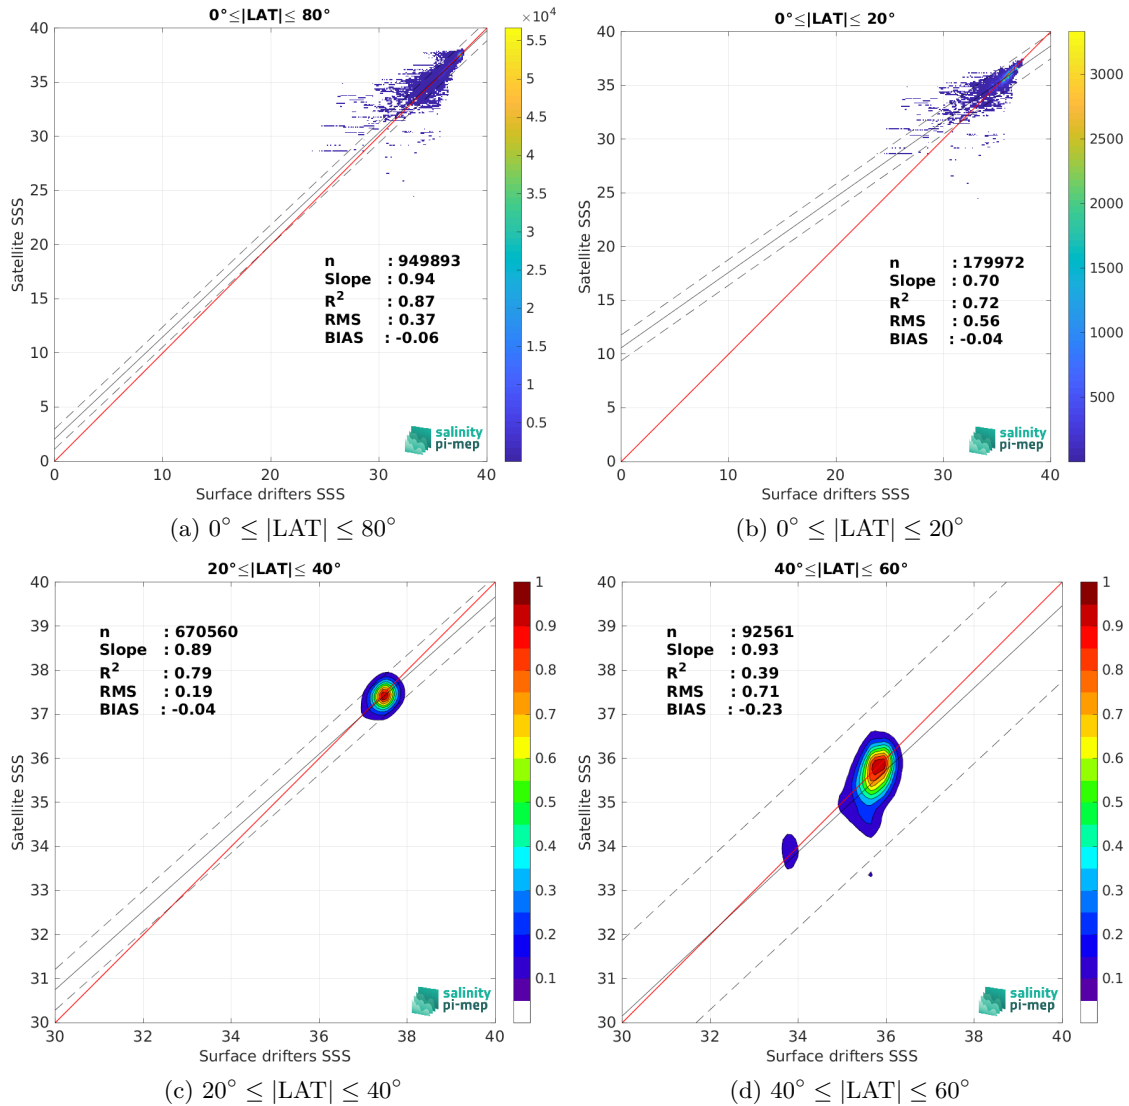 0°≤|LAT|≤ 80°
×10⁴
40
35
30
25
20
15
10
5
0
0
10
20
30
40
5.5
5
4.5
4
3.5
3
2.5
2
1.5
1
0.5
Satellite SSS
n : 949893
Slope : 0.94
R² : 0.87
RMS : 0.37
BIAS : -0.06
salinity
pi-mep
Surface drifters SSS
(a) 0° ≤ |LAT| ≤ 80°
0°≤|LAT|≤ 20°
40
35
30
25
20
15
10
5
0
0
10
20
30
40
3000
2500
2000
1500
1000
500
Satellite SSS
n : 179972
Slope : 0.70
R² : 0.72
RMS : 0.56
BIAS : -0.04
salinity
pi-mep
Surface drifters SSS
(b) 0° ≤ |LAT| ≤ 20°
20°≤|LAT|≤ 40°
40
39
38
37
36
35
34
33
32
31
30
30
32
34
36
38
40
1
0.9
0.8
0.7
0.6
0.5
0.4
0.3
0.2
0.1
Satellite SSS
n : 670560
Slope : 0.89
R² : 0.79
RMS : 0.19
BIAS : -0.04
salinity
pi-mep
Surface drifters SSS
(c) 20° ≤ |LAT| ≤ 40°
40°≤|LAT|≤ 60°
40
39
38
37
36
35
34
33
32
31
30
30
32
34
36
38
40
1
0.9
0.8
0.7
0.6
0.5
0.4
0.3
0.2
0.1
Satellite SSS
n : 92561
Slope : 0.93
R² : 0.39
RMS : 0.71
BIAS : -0.23
salinity
pi-mep
Surface drifters SSS
(d) 40° ≤ |LAT| ≤ 60°